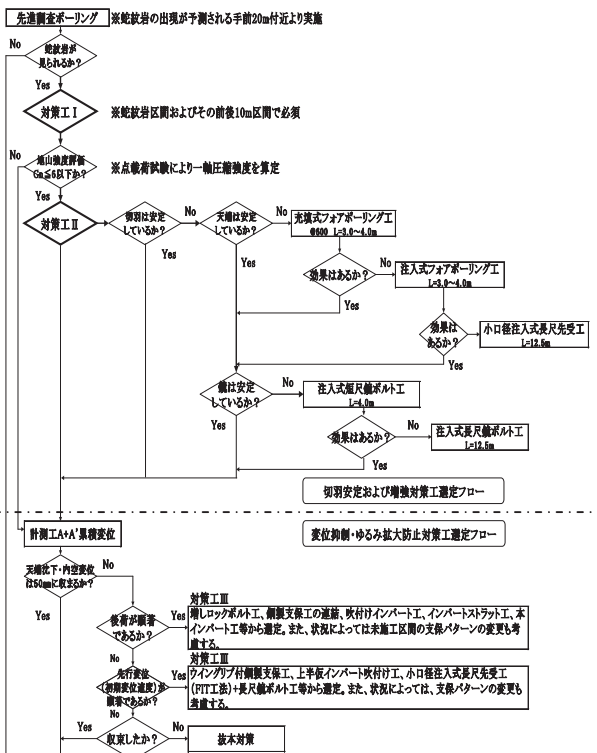 先進調査ボーリング ※蛇紋岩の出現が予測される手前20m付近より実施
No
蛇紋岩が
見られるか？
Yes
対策工Ⅰ ※蛇紋岩区間およびその前後10m区間で必須
No
地山強度評価
Gn≦6以下か？ ※点載荷試験により一軸圧縮強度を算定
Yes
対策工Ⅱ
切羽は安定
しているか？
No
Yes
天端は安定
しているか？
No
Yes
充填式フォアポーリング工
@600 L=3.0～4.0m
効果はあるか？
No
Yes
注入式フォアポーリング工
L=3.0～4.0m
効果は
あるか？
Yes
小口径注入式長尺先受工
L=12.5m
鏡は安定
しているか？
No
Yes
注入式短尺鏡ボルト工
L=4.0m
効果はあるか？
No
Yes
注入式長尺鏡ボルト工
L=12.5m
切羽安定および増強対策工選定フロー
計測工A+A'累積変位
変位抑制・ゆるみ拡大防止対策工選定フロー
天端沈下・内空変位
は50mmに収まるか？
No
Yes
後荷が顕著
であるか？
Yes
No
対策工Ⅲ
増しロックボルト工、鋼製支保工の連結、吹付けインバート工、インバートストラット工、本
インバート工等から選定。また、状況によっては未施工区間の支保パターンの変更も考
慮する。
先行変位
(初期変位速度)が
顕著であるか？
Yes
No
対策工Ⅲ
ウイングリブ付鋼製支保工、上半仮インバート吹付け工、小口径注入式長尺先受工
(FIT工法)+長尺鏡ボルト工等から選定。また、状況によっては、支保パターンの変更も
考慮する。
Yes
収束したか？
No
抜本対策